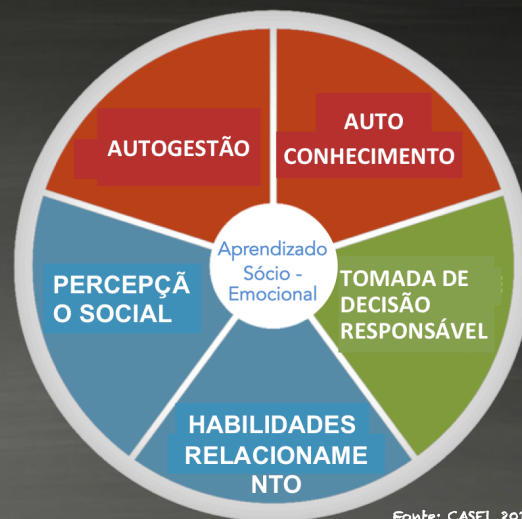 AUTOGESTÃO
AUTO
CONHECIMENTO
Aprendizado
Sócio -
Emocional
PERCEPÇÃ
O SOCIAL
TOMADA DE
DECISÃO
RESPONSÁVEL
HABILIDADES
RELACIONAME
NTO
Fonte: CASEL